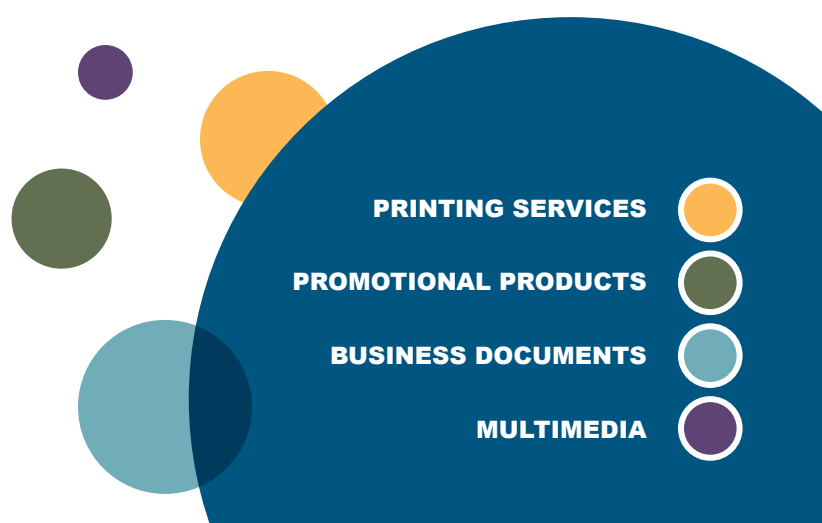 PRINTING SERVICES
PROMOTIONAL PRODUCTS
BUSINESS DOCUMENTS
MULTIMEDIA